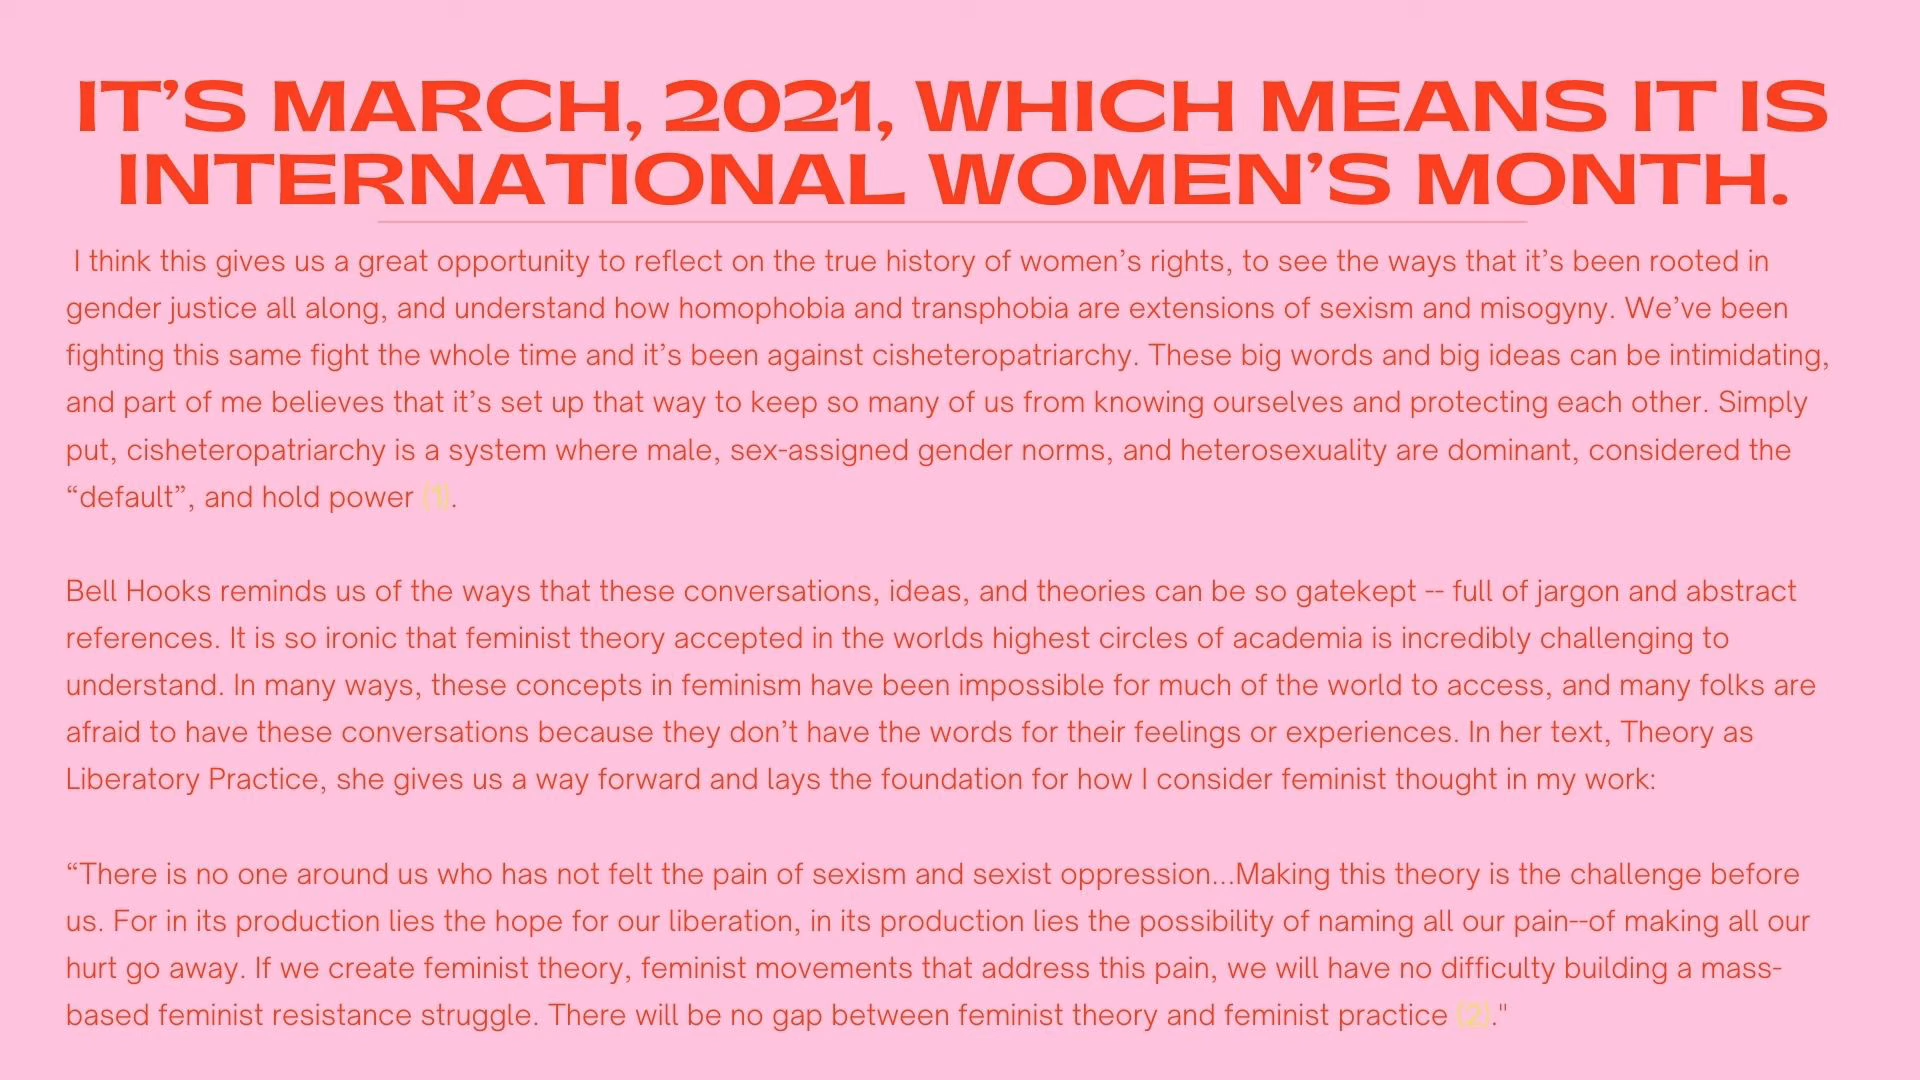 IT’S MARCH, 2021, WHICH MEANS IT IS
INTERNATIONAL WOMEN’S MONTH.
I think this gives us a great opportunity to reflect on the true history of women’s rights, to see the ways that it’s been rooted in
gender justice all along, and understand how homophobia and transphobia are extensions of sexism and misogyny. We’ve been
fighting this same fight the whole time and it’s been against cisheteropatriarchy. These big words and big ideas can be intimidating,
and part of me believes that it’s set up that way to keep so many of us from knowing ourselves and protecting each other. Simply
put, cisheteropatriarchy is a system where male, sex-assigned gender norms, and heterosexuality are dominant, considered the
“default”, and hold power (1).
Bell Hooks reminds us of the ways that these conversations, ideas, and theories can be so gatekept -- full of jargon and abstract
references. It is so ironic that feminist theory accepted in the worlds highest circles of academia is incredibly challenging to
understand. In many ways, these concepts in feminism have been impossible for much of the world to access, and many folks are
afraid to have these conversations because they don’t have the words for their feelings or experiences. In her text, Theory as
Liberatory Practice, she gives us a way forward and lays the foundation for how I consider feminist thought in my work:
“There is no one around us who has not felt the pain of sexism and sexist oppression...Making this theory is the challenge before
us. For in its production lies the hope for our liberation, in its production lies the possibility of naming all our pain--of making all our
hurt go away. If we create feminist theory, feminist movements that address this pain, we will have no difficulty building a mass-
based feminist resistance struggle. There will be no gap between feminist theory and feminist practice (2)."